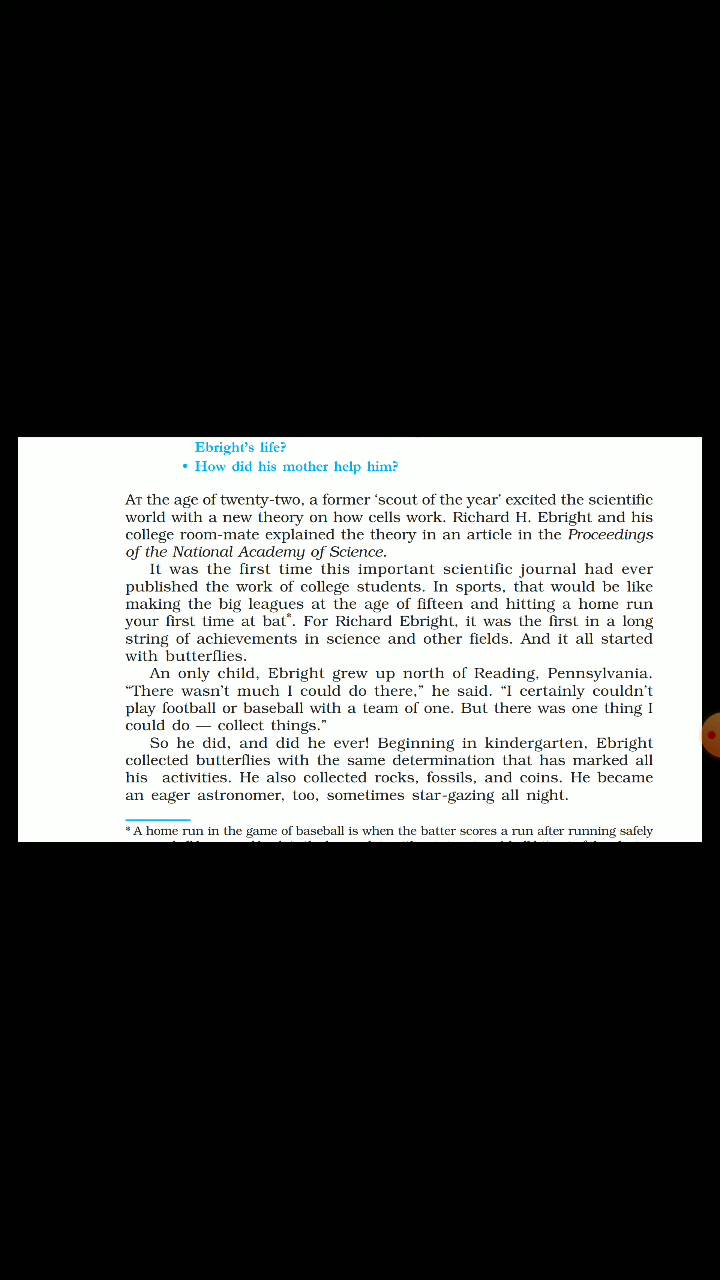 Ebright's life?
• How did his mother help him?
AT the age of twenty-two, a former ‘scout of the year’ excited the scientific
world with a new theory on how cells work. Richard H. Ebright and his
college room-mate explained the theory in an article in the Proceedings
of the National Academy of Science.
It was the first time this important scientific journal had ever
published the work of college students. In sports, that would be like
making the big leagues at the age of fifteen and hitting a home run
your first time at bat*. For Richard Ebright, it was the first in a long
string of achievements in science and other fields. And it all started
with butterflies.
An only child, Ebright grew up north of Reading, Pennsylvania.
“There wasn’t much I could do there,” he said. “I certainly couldn’t
play football or baseball with a team of one. But there was one thing I
could do — collect things.”
So he did, and did he ever! Beginning in kindergarten, Ebright
collected butterflies with the same determination that has marked all
his activities. He also collected rocks, fossils, and coins. He became
an eager astronomer, too, sometimes star-gazing all night.
* A home run in the game of baseball is when the batter scores a run after running safely